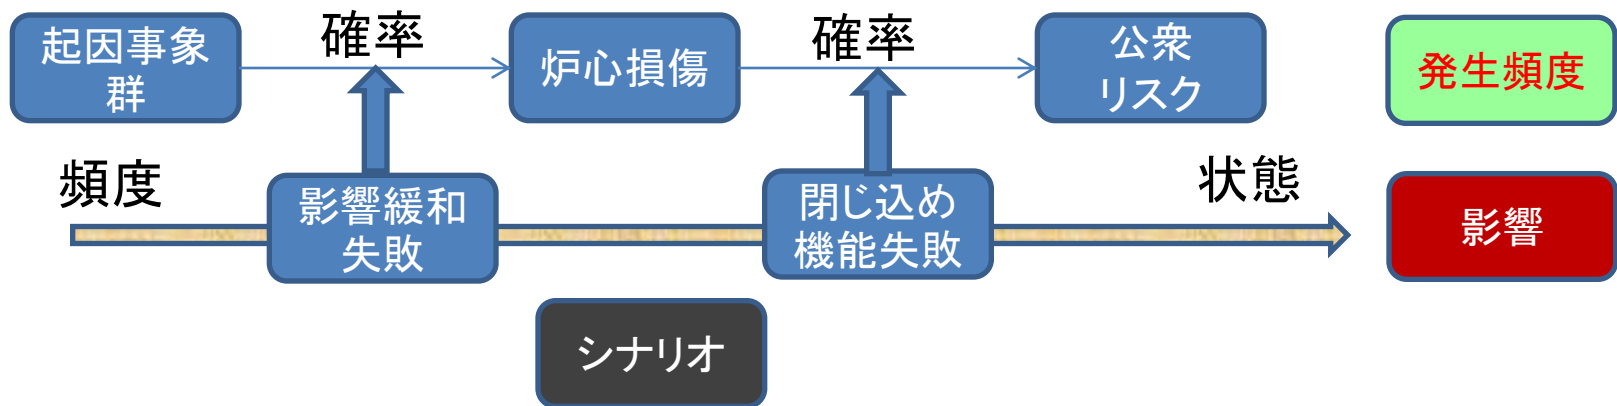 起因事象
群
確率
炉心損傷
確率
公衆
リスク
発生頻度
頻度
影響緩和
失敗
閉じ込め
機能失敗
状態
影響
シナリオ